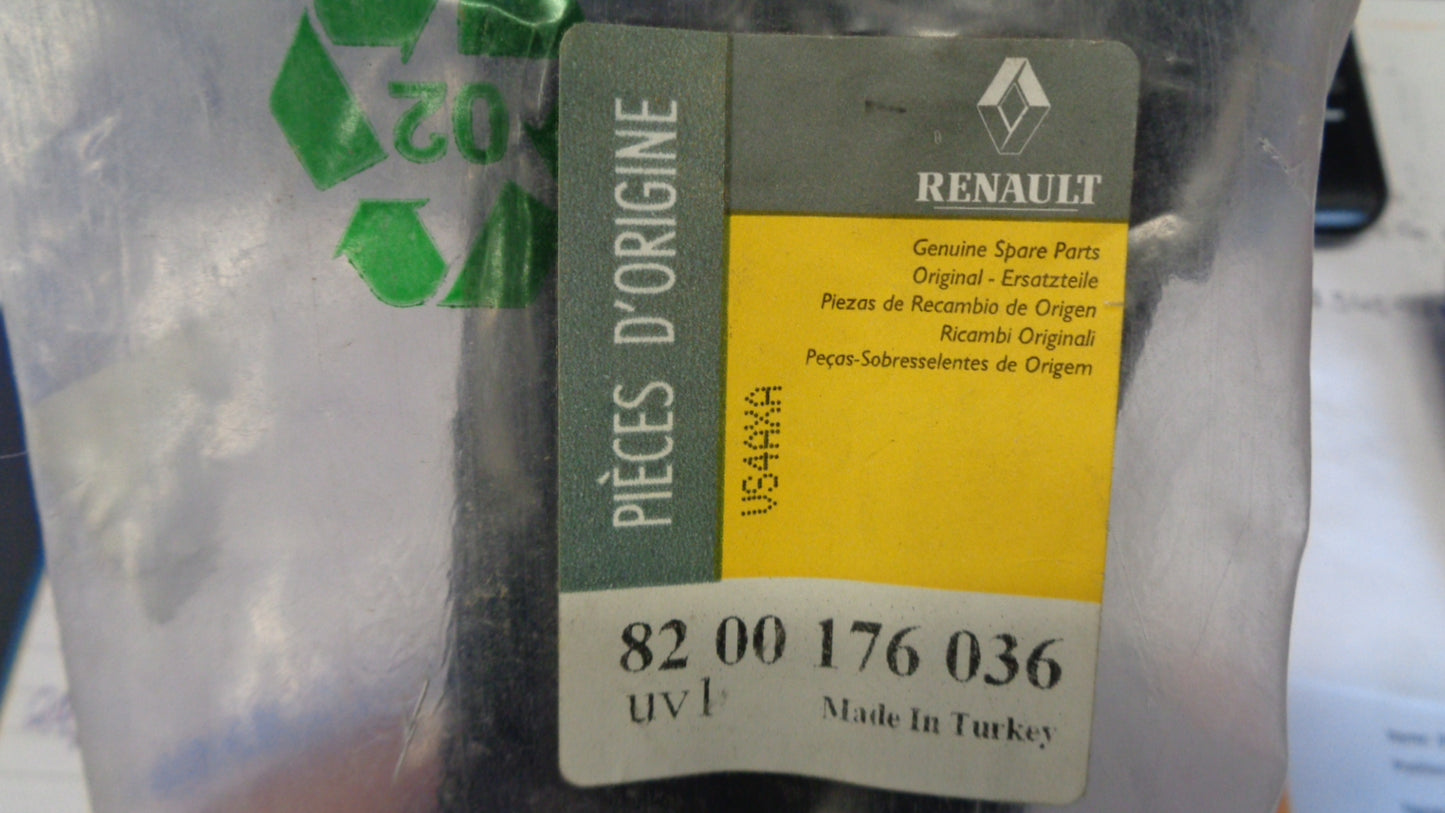 02
PIÈCES D'ORIGINE
RENAULT
Genuine Spare Parts
Original - Ersatzteile
Piezas de Recambio de Origen
Ricambi Originali
Peças-Sobresselentes de Origem
US4AXA
82 00 176 036
uv1
Made In Turkey